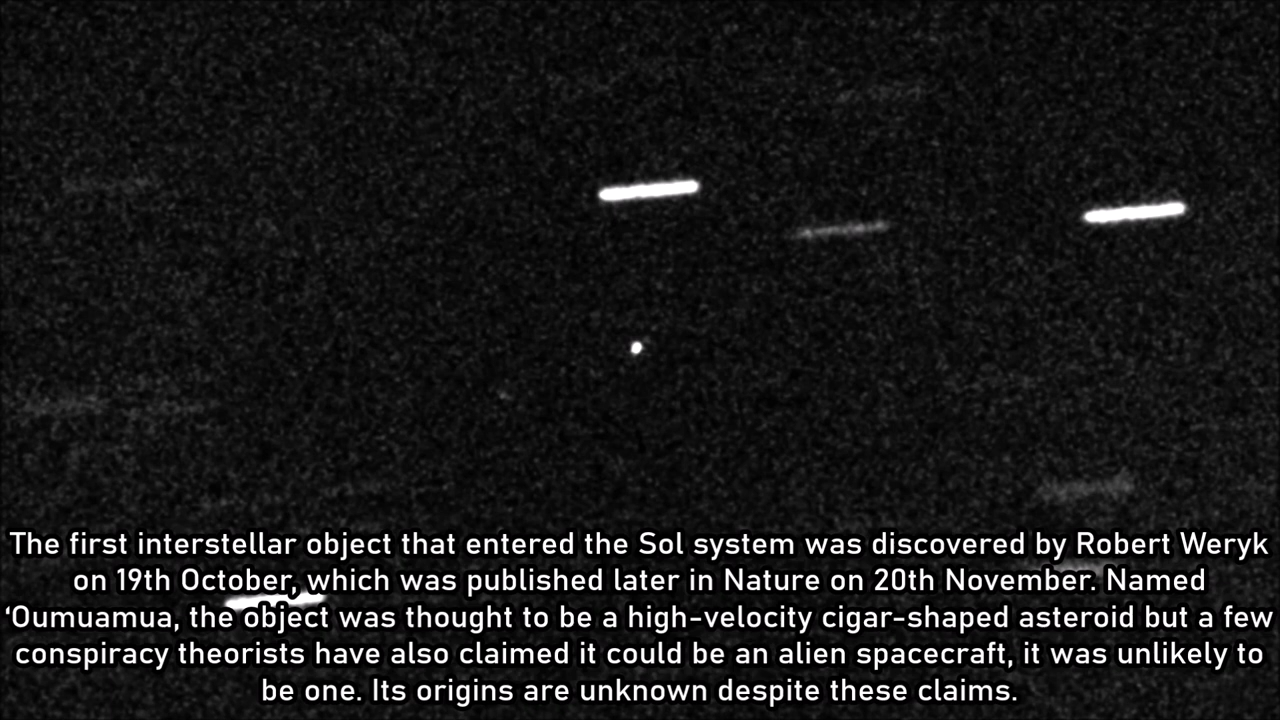 The first interstellar object that entered the Sol system was discovered by Robert Weryk
on 19th October, which was published later in Nature on 20th November. Named
‘Oumuamua, the object was thought to be a high-velocity cigar-shaped asteroid but a few
conspiracy theorists have also claimed it could be an alien spacecraft, it was unlikely to
be one. Its origins are unknown despite these claims.